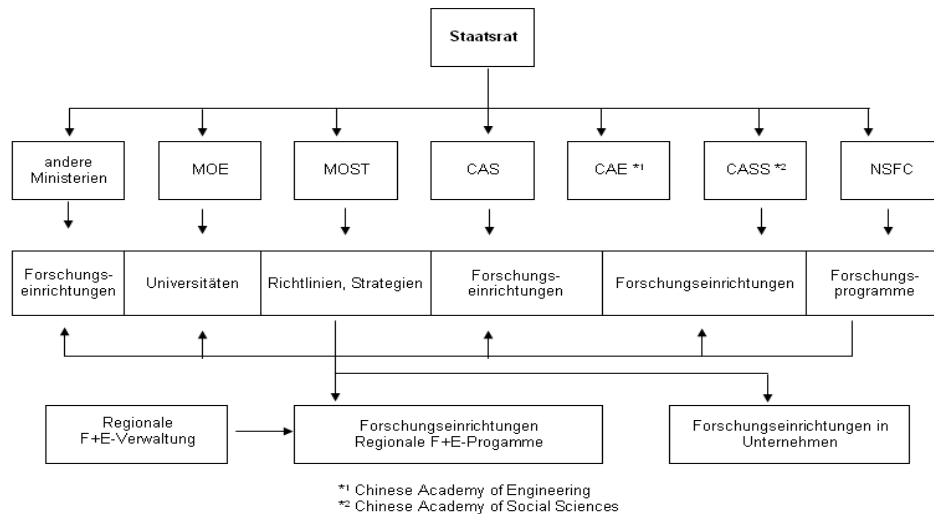 Staatsrat
andere
Ministerien
MOE
MOST
CAS
CAE *1
CASS *2
NSFC
Forschungs-
einrichtungen
Universitäten
Richtlinien, Strategien
Forschungs-
einrichtungen
Forschungseinrichtungen
Forschungs-
programme
Regionale
F+E-Verwaltung
Forschungseinrichtungen
Regionale F+E-Progamme
Forschungseinrichtungen in
Unternehmen
*1 Chinese Academy of Engineering
*2 Chinese Academy of Social Sciences